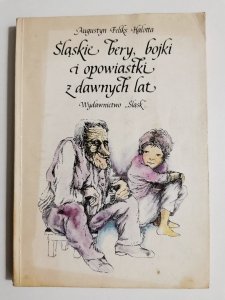 Augustyn Feliks Halotta
Śląskie bery, bojki
i opowiastki
z dawnych lat
Wydawnictwo „Śląsk”